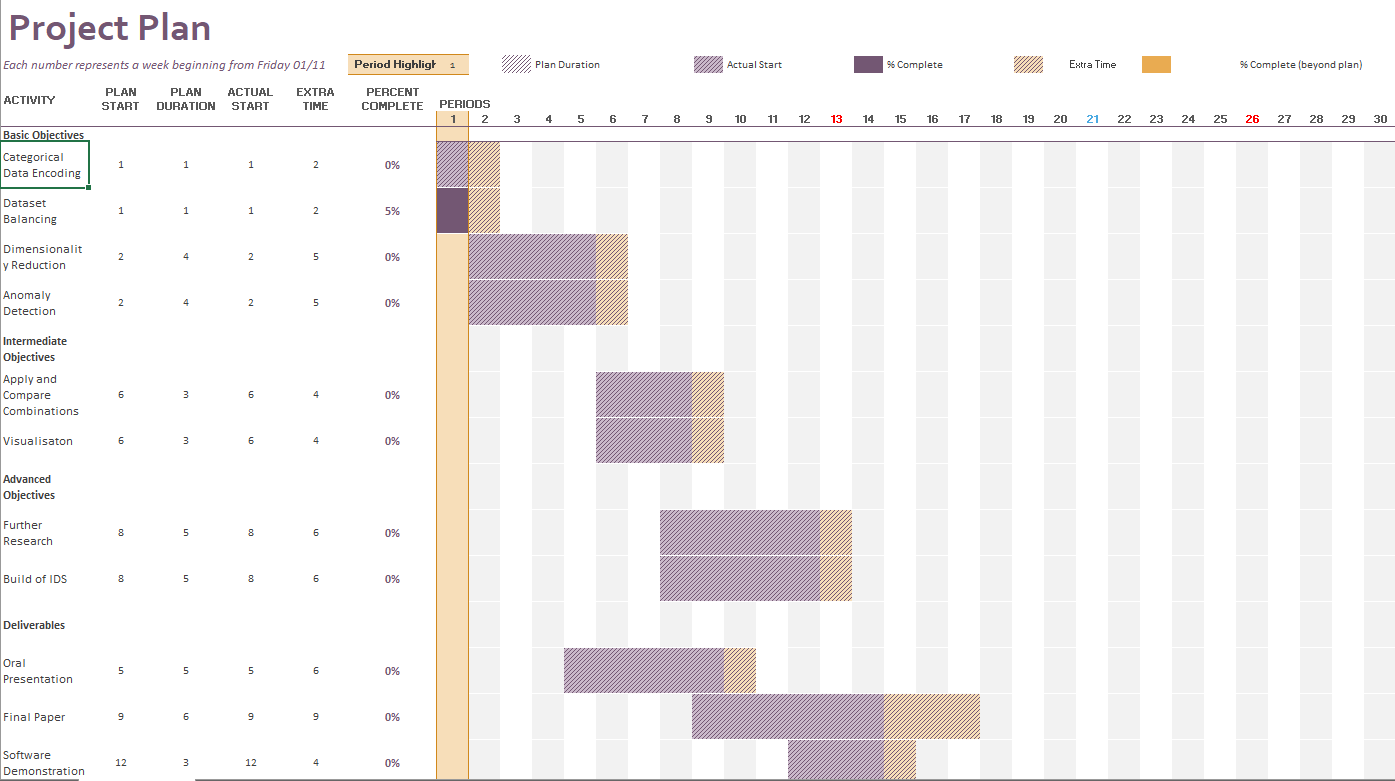 Project Plan
Each number represents a week beginning from Friday 01/11
Period Highligh 1
Plan Duration
Actual Start
% Complete
Extra Time
% Complete (beyond plan)
ACTIVITY
PLAN START
PLAN DURATION
ACTUAL START
EXTRA TIME
PERCENT COMPLETE
PERIODS
1 2 3 4 5 6 7 8 9 10 11 12 13 14 15 16 17 18 19 20 21 22 23 24 25 26 27 28 29 30
Basic Objectives
Categorical
Data Encoding
1 1 1 2 0%
Dataset
Balancing
1 1 1 2 5%
Dimensionalit
y Reduction
2 4 2 5 0%
Anomaly
Detection
2 4 2 5 0%
Intermediate
Objectives
Apply and
Compare
Combinations
6 3 6 4 0%
Visualisaton 6 3 6 4 0%
Advanced
Objectives
Further
Research
8 5 8 6 0%
Build of IDS 8 5 8 6 0%
Deliverables
Oral
Presentation
5 5 5 6 0%
Final Paper 9 6 9 9 0%
Software
Demonstration
12 3 12 4 0%